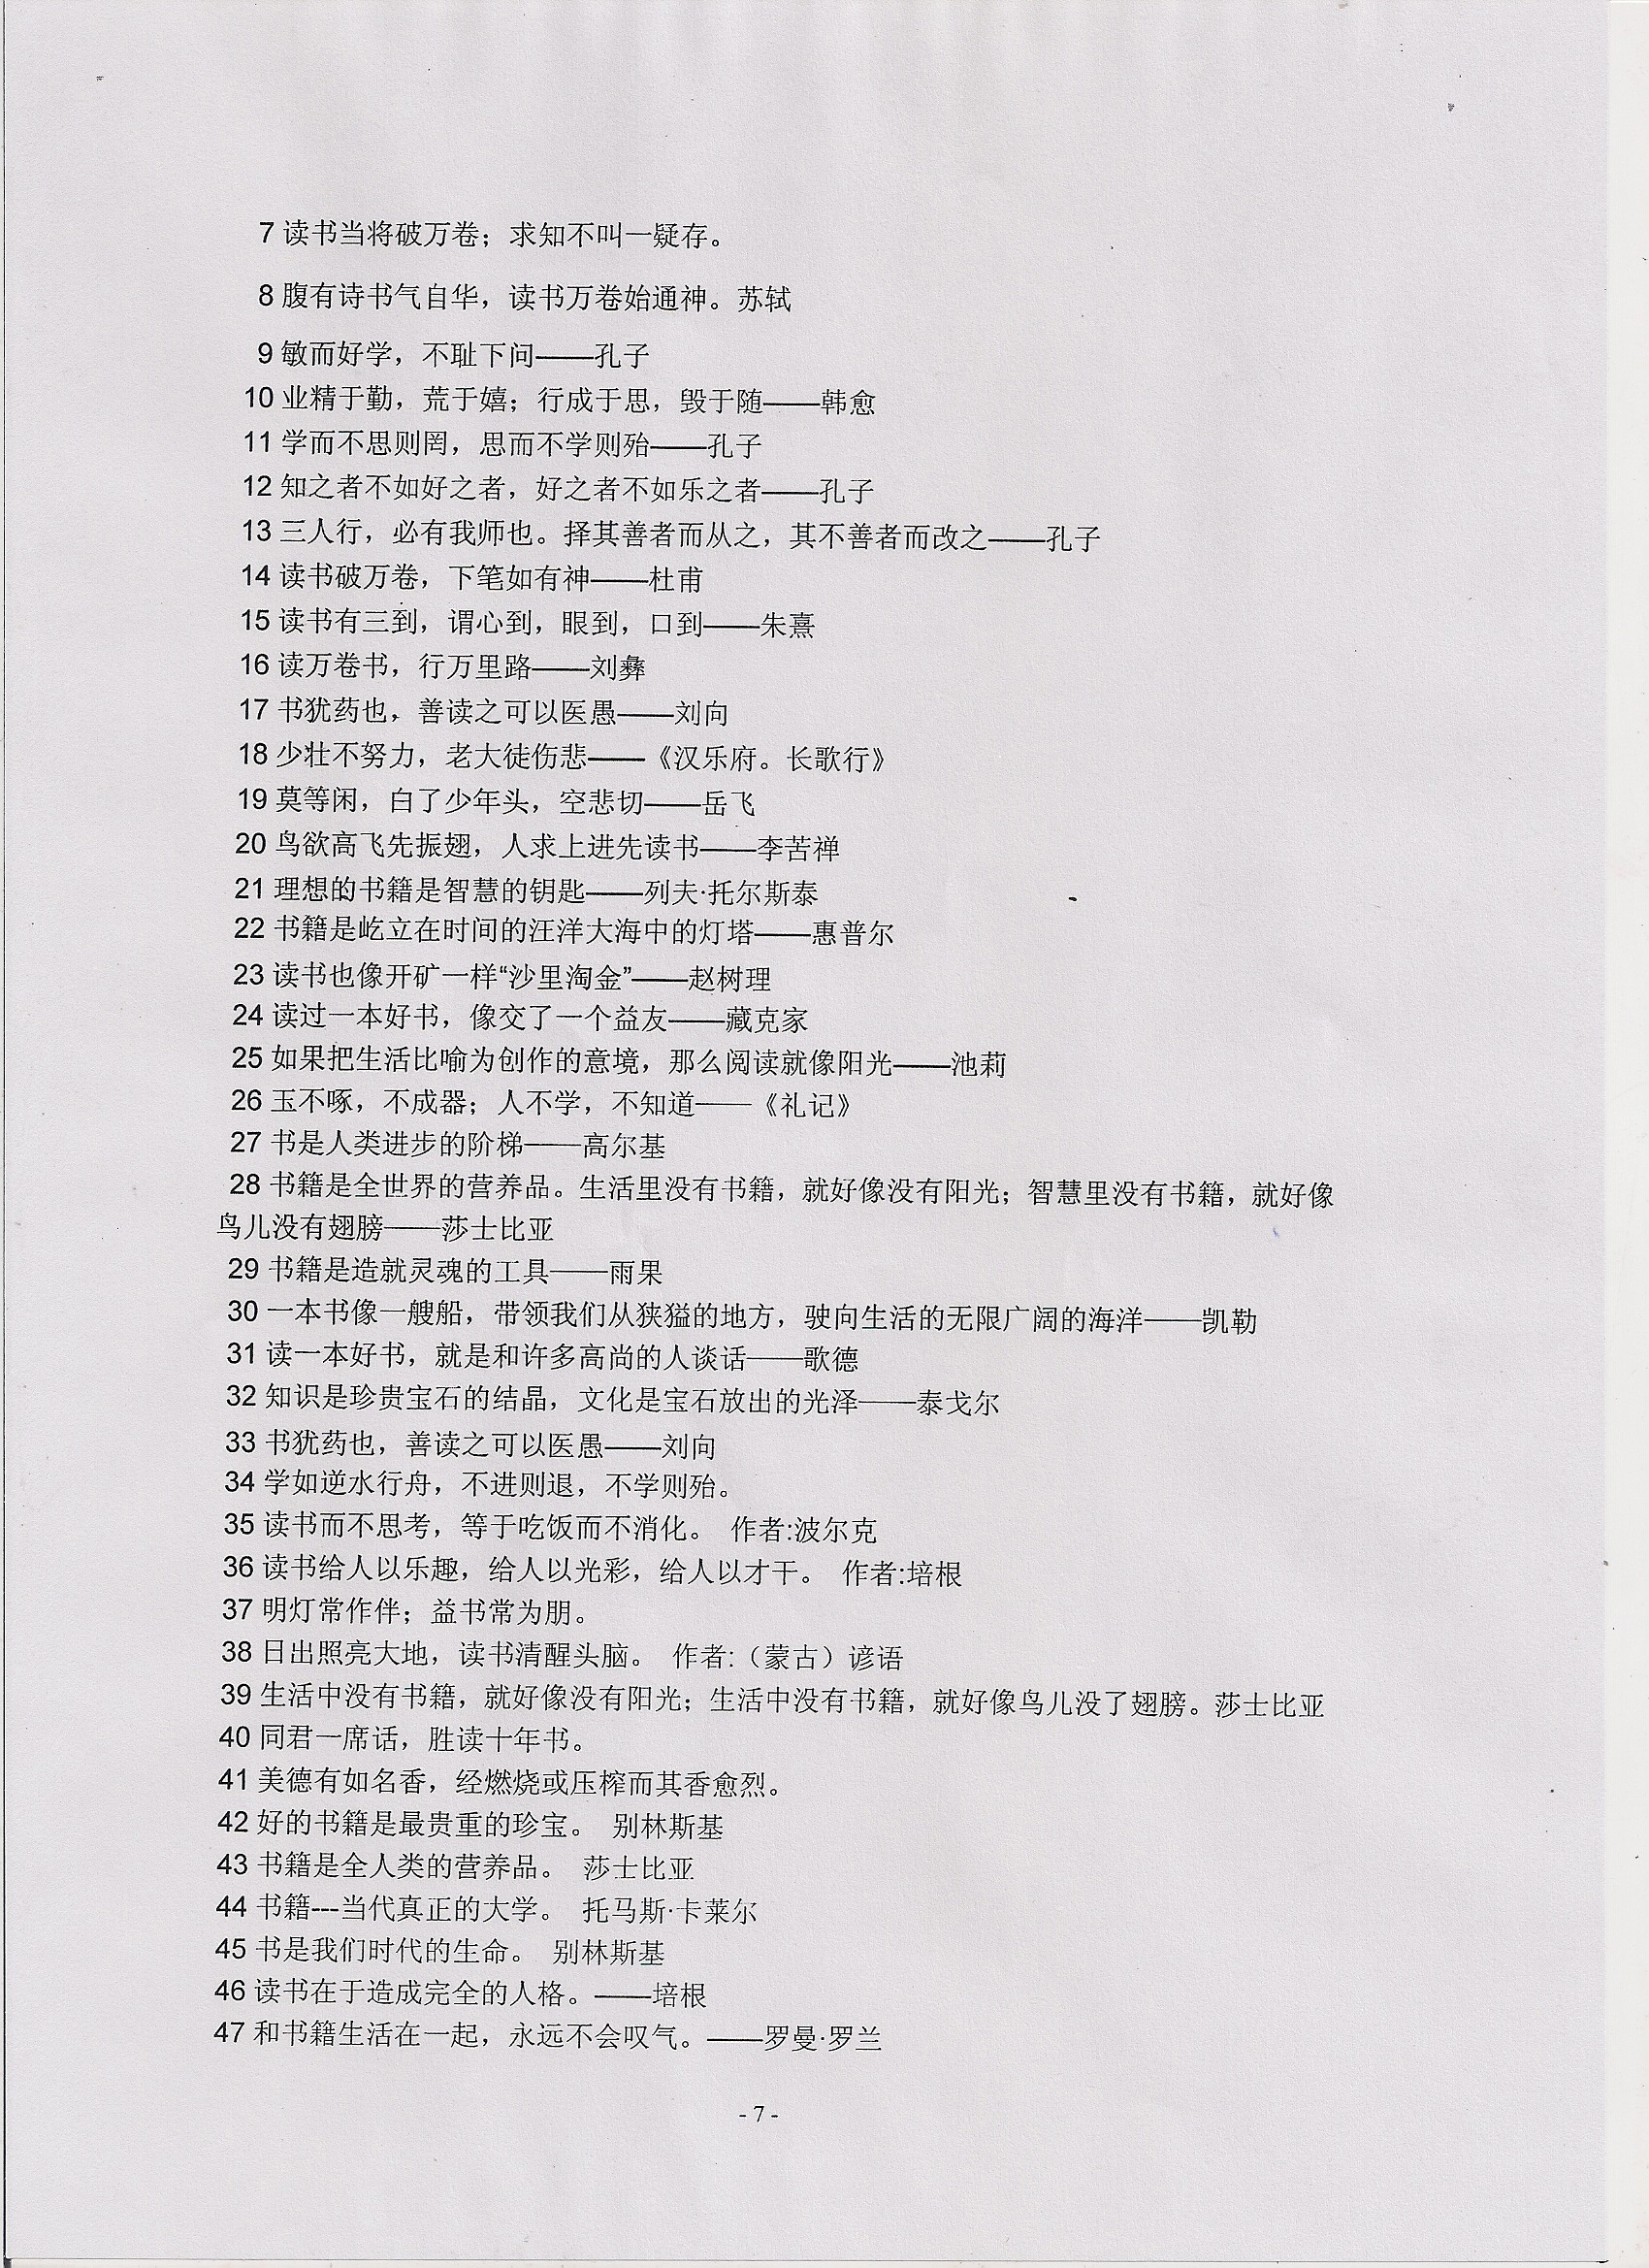 7 读书当将破万卷；求知不叫一疑存。
8 腹有诗书气自华，读书万卷始通神。苏轼
9 敏而好学，不耻下问——孔子
10 业精于勤，荒于嬉；行成于思，毁于随——韩愈
11 学而不思则罔，思而不学则殆——孔子
12 知之者不如好之者，好之者不如乐之者——孔子
13 三人行，必有我师也。择其善者而从之，其不善者而改之——孔子
14 读书破万卷，下笔如有神——杜甫
15 读书有三到，谓心到，眼到，口到——朱熹
16 读万卷书，行万里路——刘彝
17 书犹药也，善读之可以医愚——刘向
18 少壮不努力，老大徒伤悲——《汉乐府。长歌行》
19 莫等闲，白了少年头，空悲切——岳飞
20 鸟欲高飞先振翅，人求上进先读书——李苦禅
21 理想的书籍是智慧的钥匙——列夫·托尔斯泰
22 书籍是屹立在时间的汪洋大海中的灯塔——惠普尔
23 读书也像开矿一样“沙里淘金”——赵树理
24 读过一本好书，像交了一个益友——藏克家
25 如果把生活比喻为创作的意境，那么阅读就像阳光——池莉
26 玉不啄，不成器；人不学，不知道——《礼记》
27 书是人类进步的阶梯——高尔基
28 书籍是全世界的营养品。生活里没有书籍，就好像没有阳光；智慧里没有书籍，就好像
鸟儿没有翅膀——莎士比亚
29 书籍是造就灵魂的工具——雨果
30 一本书像一艘船，带领我们从狭隘的地方，驶向生活的无限广阔的海洋——凯勒
31 读一本好书，就是和许多高尚的人谈话——歌德
32 知识是珍贵宝石的结晶，文化是宝石放出的光泽——泰戈尔
33 书犹药也，善读之可以医愚——刘向
34 学如逆水行舟，不进则退，不学则殆。
35 读书而不思考，等于吃饭而不消化。 作者:波尔克
36 读书给人以乐趣，给人以光彩，给人以才干。 作者:培根
37 明灯常作伴；益书常为朋。
38 日出照亮大地，读书清醒头脑。 作者:（蒙古）谚语
39 生活中没有书籍，就好像没有阳光；生活中没有书籍，就好像鸟儿没了翅膀。莎士比亚
40 同君一席话，胜读十年书。
41 美德有如名香，经燃烧或压榨而其香愈烈。
42 好的书籍是最贵重的珍宝。 别林斯基
43 书籍是全人类的营养品。 莎士比亚
44 书籍---当代真正的大学。 托马斯·卡莱尔
45 书是我们时代的生命。 别林斯基
46 读书在于造成完全的人格。——培根
47 和书籍生活在一起，永远不会叹气。——罗曼·罗兰
- 7 -